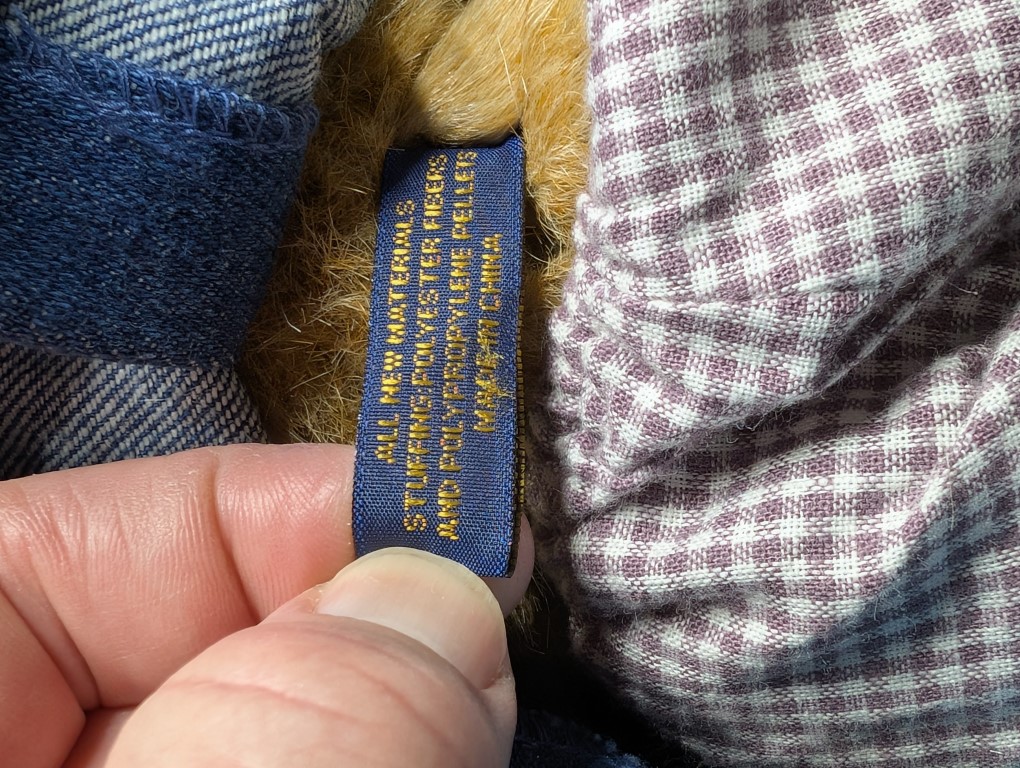 ALL NEW MATERIALS
STUFFING POLYESTER FIBERS
AND POLYPROPYLENE PELLETS
MADE IN CHINA